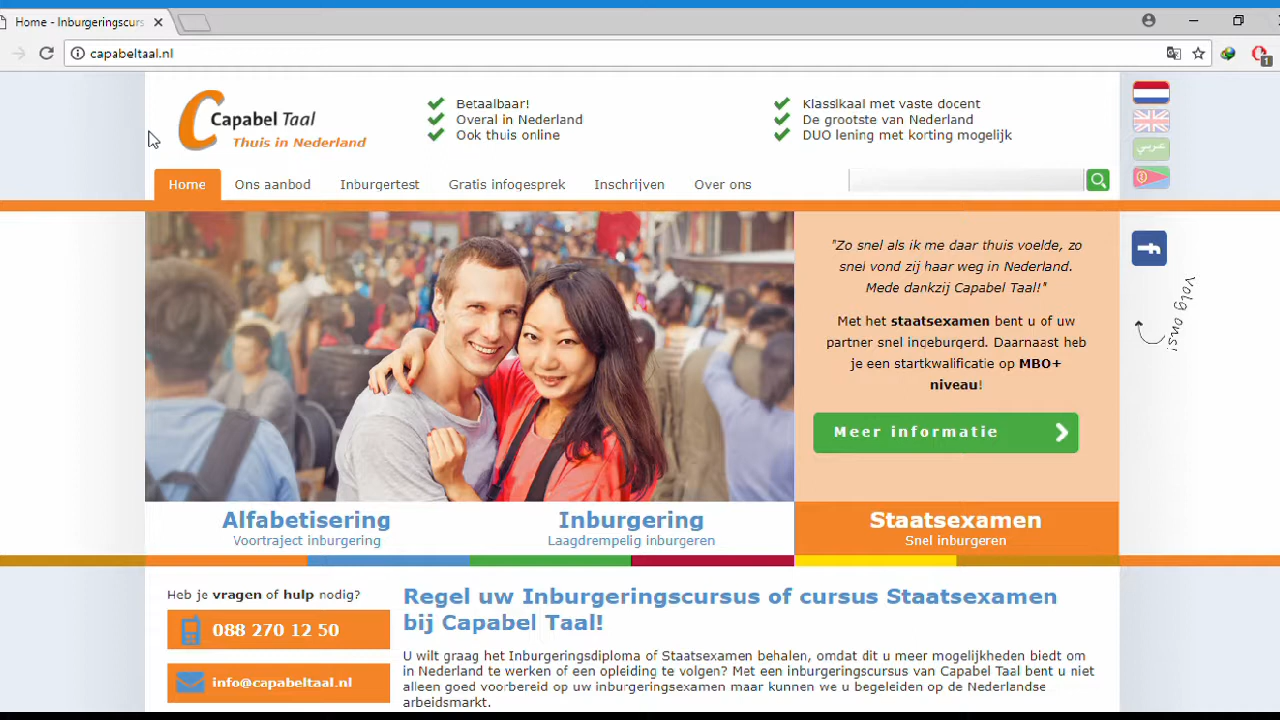 Home - Inburgeringscurs
capabeltaal.nl
1
Capabel Taal
Thuis in Nederland
Betaalbaar!
Overal in Nederland
Ook thuis online
Klassikaal met vaste docent
De grootste van Nederland
DUO lening met korting mogelijk
عربي
Home
Ons aanbod
Inburgertest
Gratis infogesprek
Inschrijven
Over ons
"Zo snel als ik me daar thuis voelde, zo
snel vond zij haar weg in Nederland.
Mede dankzij Capabel Taal!"
Met het staatsexamen bent u of uw
partner snel ingeburgerd. Daarnaast heb
je een startkwalificatie op MBO+
niveau!
Meer informatie
volg ons!
Alfabetisering
Voortraject inburgering
Inburgering
Laagdrempelig inburgeren
Staatsexamen
Snel inburgeren
Heb je vragen of hulp nodig?
088 270 12 50
info@capabeltaal.nl
Regel uw Inburgeringscursus of cursus Staatsexamen
bij Capabel Taal!
U wilt graag het Inburgeringsdiploma of Staatsexamen behalen, omdat dit u meer mogelijkheden biedt om
in Nederland te werken of een opleiding te volgen? Met een inburgeringscursus van Capabel Taal bent u niet
alleen goed voorbereid op uw inburgeringsexamen maar kunnen we u begeleiden op de Nederlandse
arbeidsmarkt.